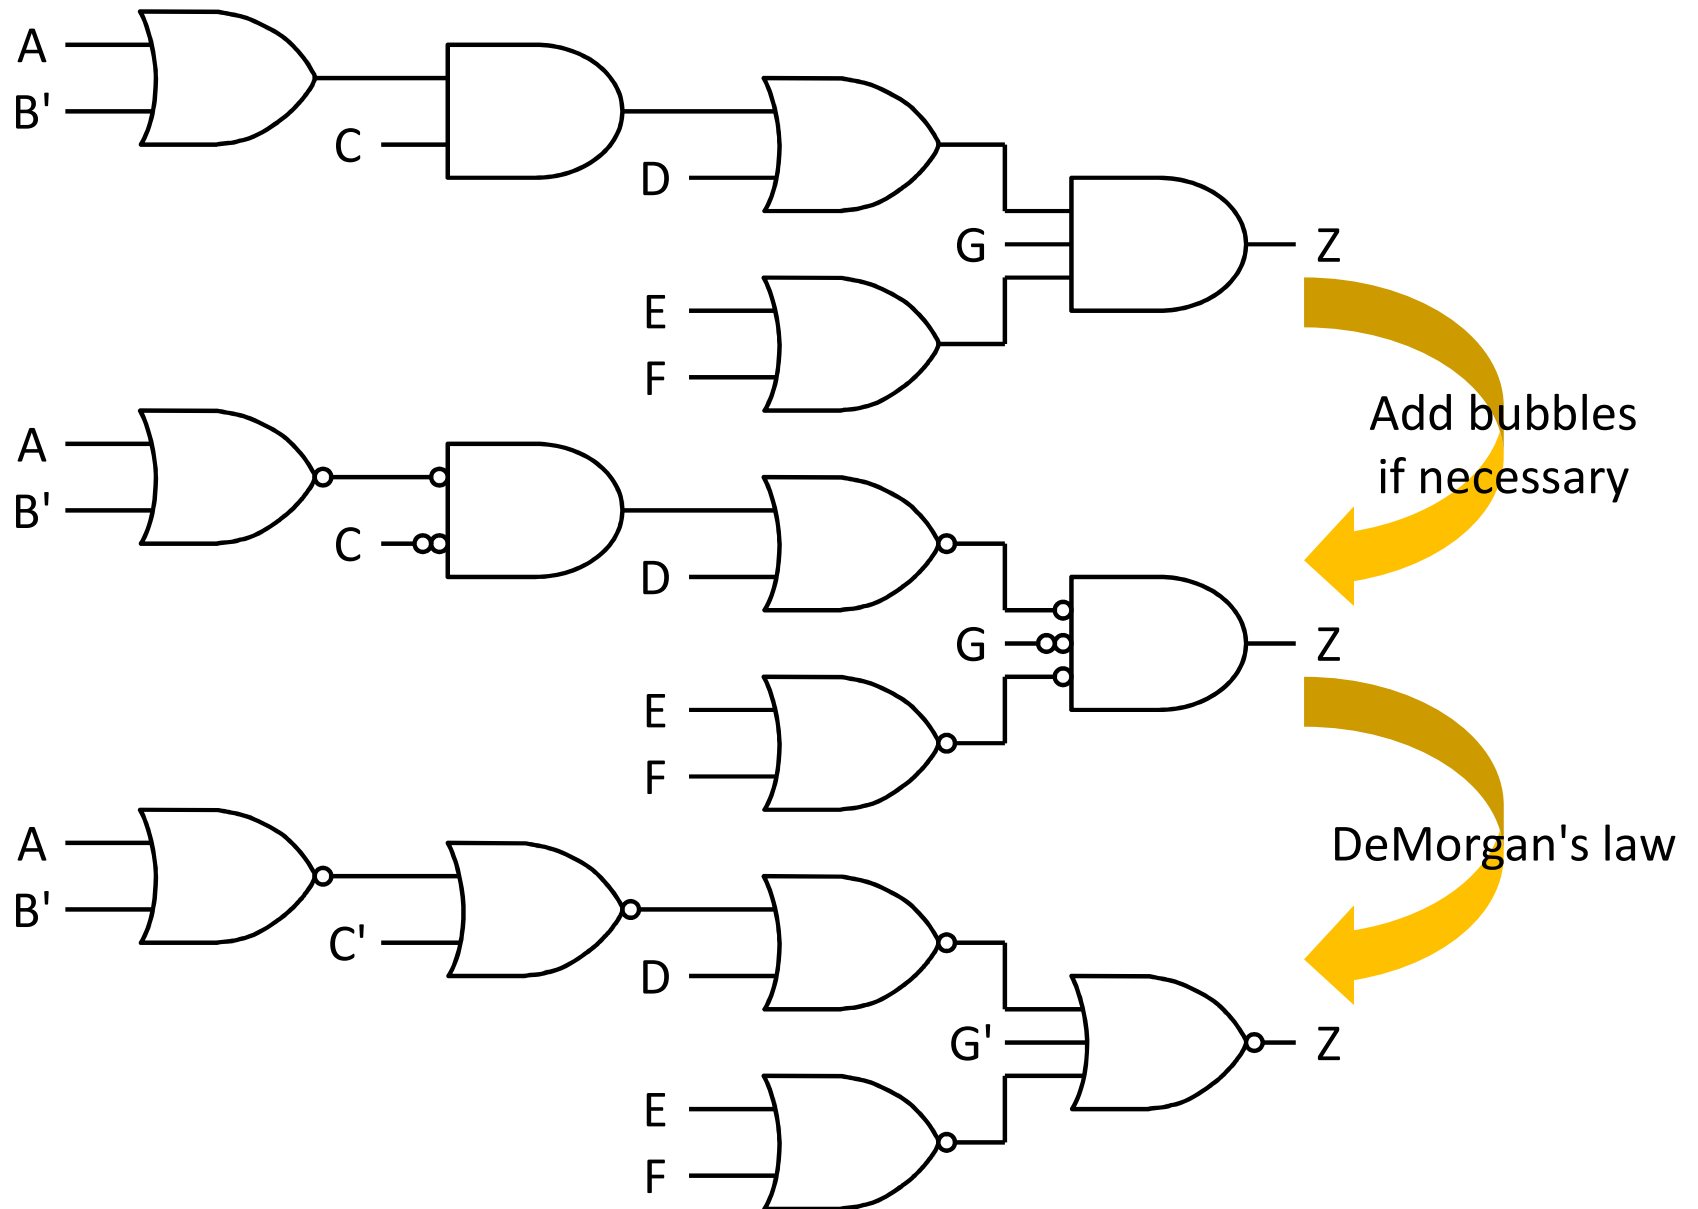 A
B'
C
D
G
Z
E
F
Add bubbles
if necessary
A
B'
C
D
G
Z
E
F
DeMorgan's law
A
B'
C'
D
G'
Z
E
F